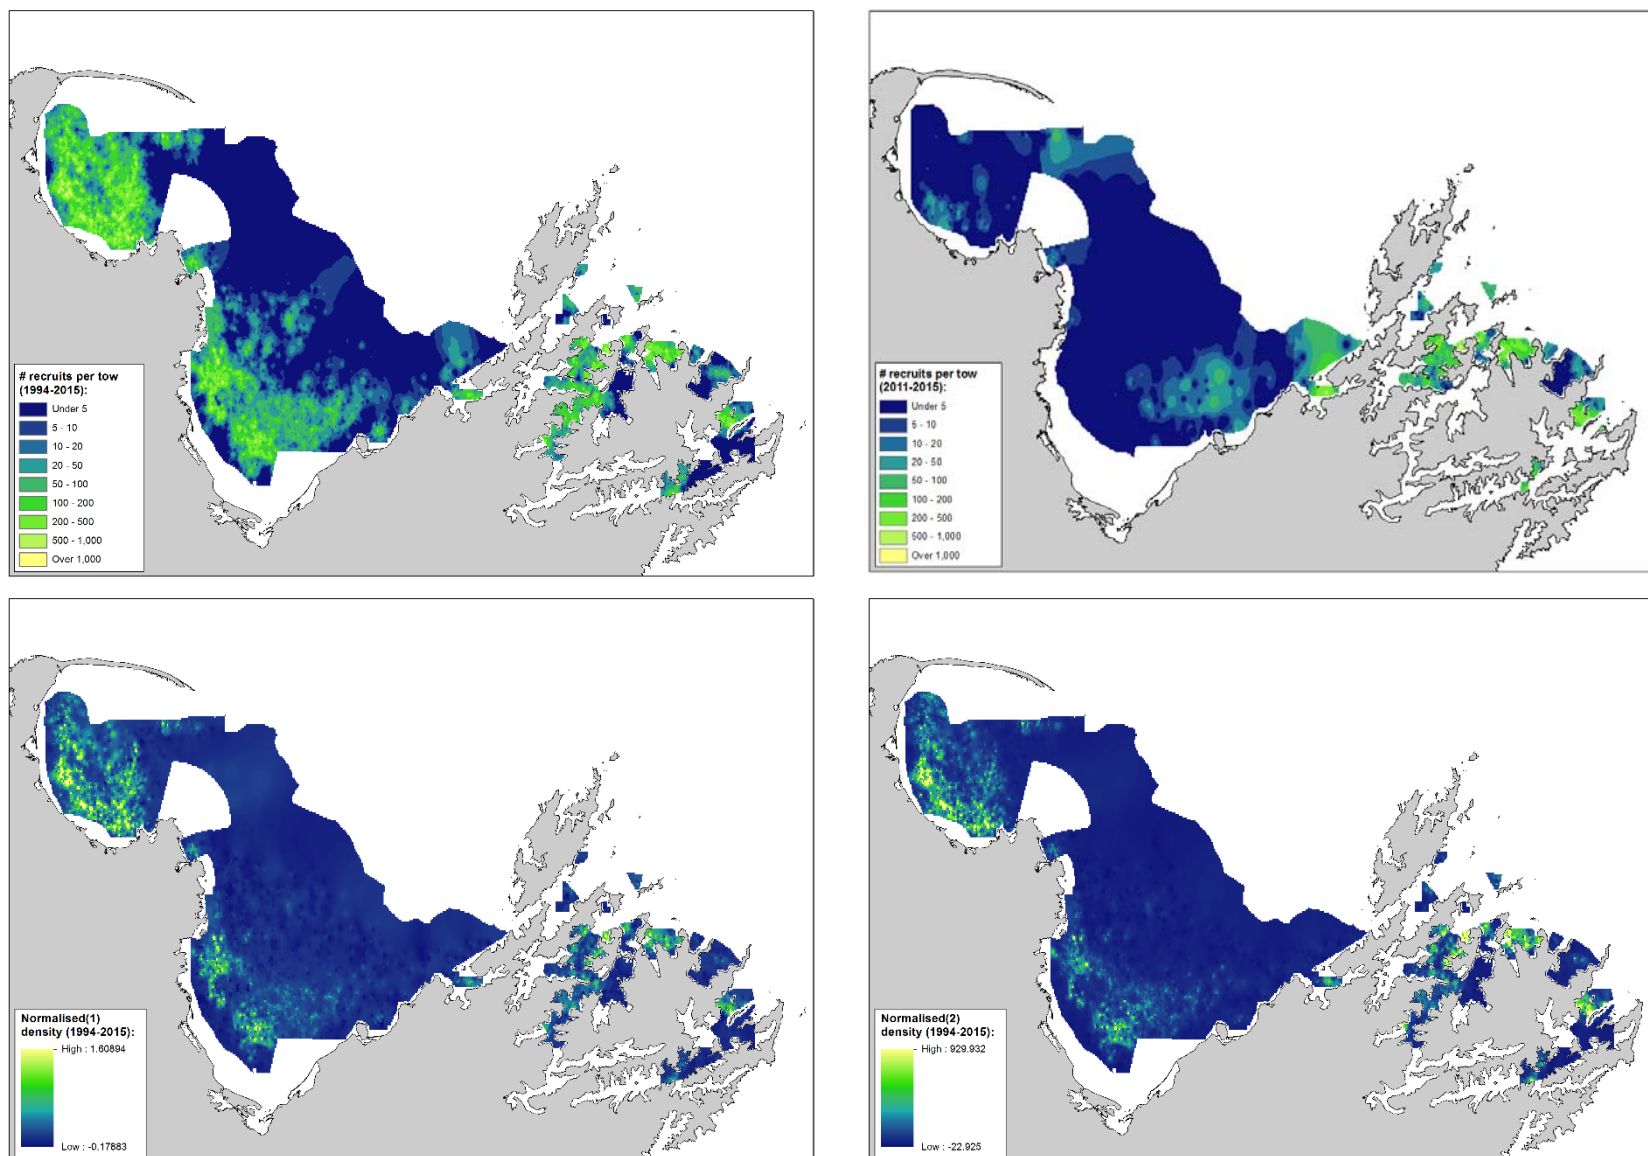 # recruits per tow
(1994-2015):
Under 5
5 - 10
10 - 20
20 - 50
50 - 100
100 - 200
200 - 500
500 - 1,000
Over 1,000
# recruits per tow
(2011-2015):
Under 5
5 - 10
10 - 20
20 - 50
50 - 100
100 - 200
200 - 500
500 - 1,000
Over 1,000
Normalised(1)
density (1994-2015):
High : 1.60894
Low : -0.17883
Normalised(2)
density (1994-2015):
High : 929.932
Low : -22.925